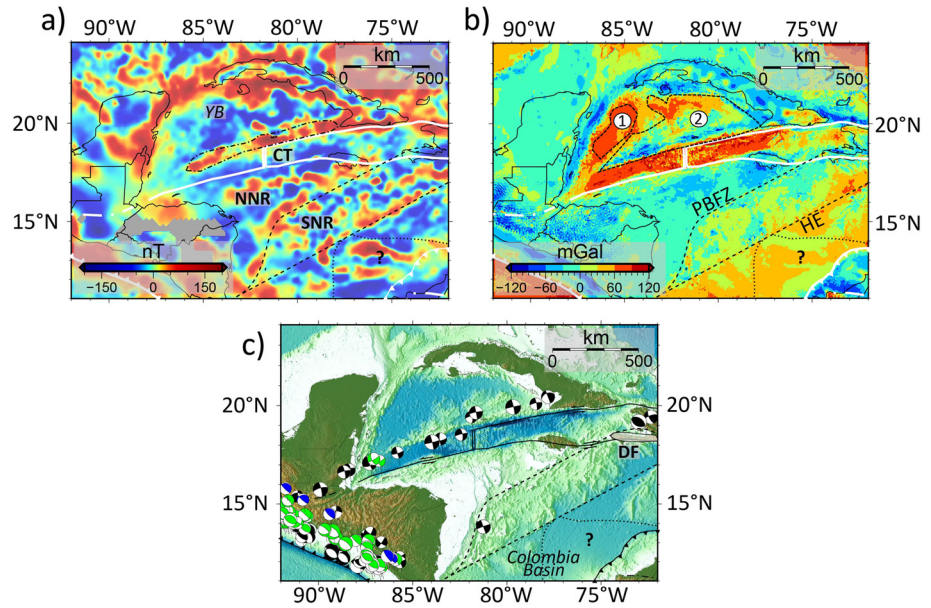 a)
90°W 85°W 80°W 75°W
km
0 500
YB
20°N
CT
NNR
15°N
SNR
nT
?
−150 0 150
b)
90°W 85°W 80°W 75°W
km
0 500
1
2
20°N
PBFZ
15°N
HE
mGal
?
−120 −60 0 60 120
c)
km
0 500
20°N
20°N
DF
15°N
15°N
?
Colombia
Basin
90°W 85°W 80°W 75°W